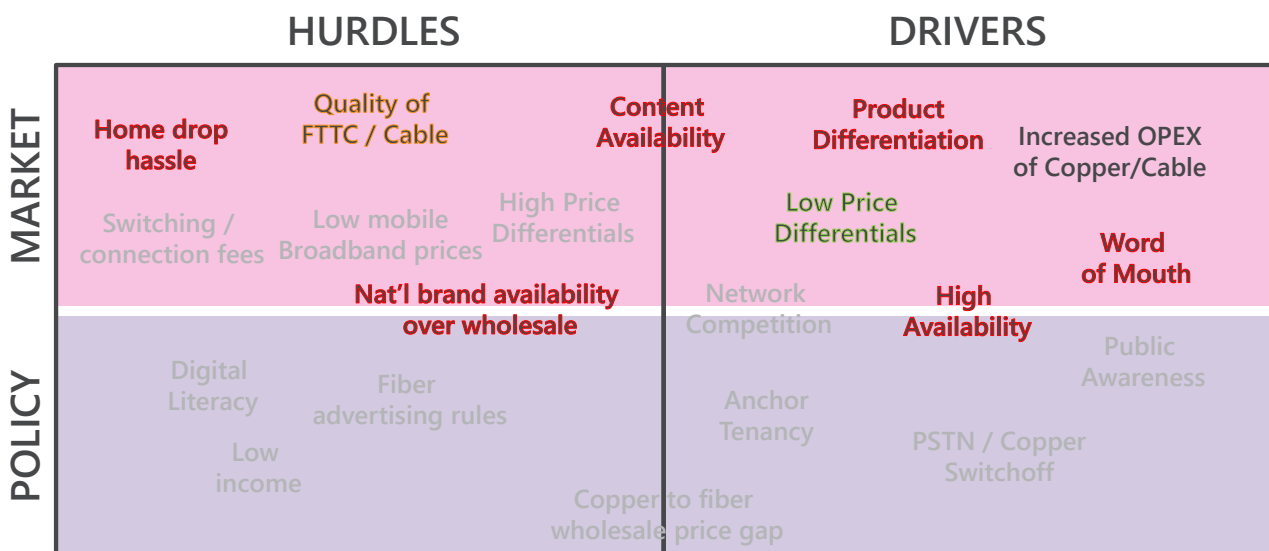 HURDLES
DRIVERS
MARKET
Home drop
hassle
Quality of
FTTC / Cable
Content
Availability
Product
Differentiation
Increased OPEX
of Copper/Cable
Switching /
connection fees
Low mobile
Broadband prices
High Price
Differentials
Low Price
Differentials
Word
of Mouth
Nat'l brand availability
over wholesale
Network
Competition
High
Availability
POLICY
Digital
Literacy
Fiber
advertising rules
Low
income
Copper to fiber
wholesale price gap
Anchor
Tenancy
PSTN / Copper
Switchoff
Public
Awareness